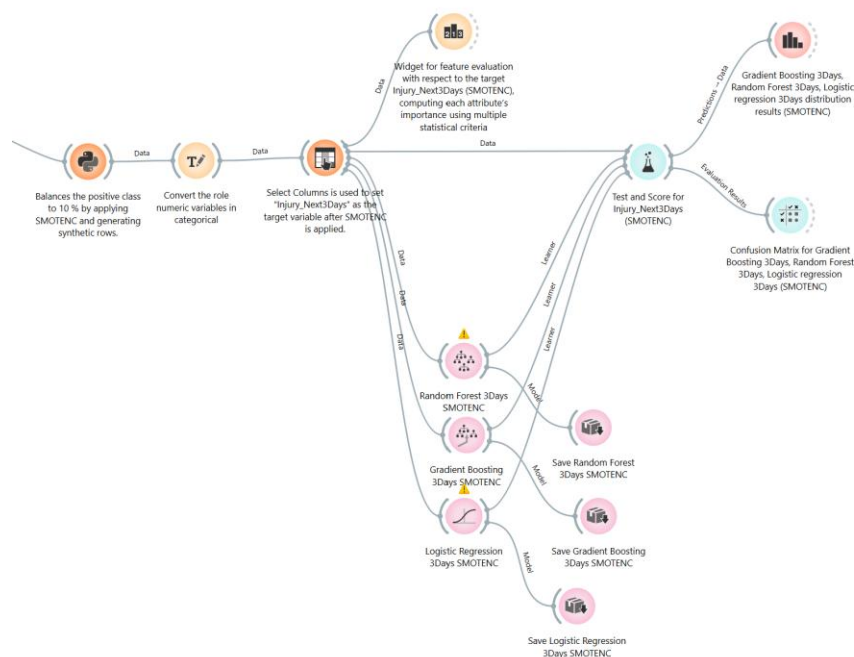 Data
Widget for feature evaluation
with respect to the target
Injury_Next3Days (SMOTENC),
computing each attribute's
importance using multiple
statistical criteria
Predictions → Data
Gradient Boosting 3Days,
Random Forest 3Days, Logistic
regression 3Days distribution
results (SMOTENC)
Data
Data
Data
Balances the positive class
to 10 % by applying
SMOTENC and generating
synthetic rows.
Convert the role
numeric variables in
categorical
Select Columns is used to set
"Injury_Next3Days" as the
target variable after SMOTENC
is applied.
Test and Score for
Injury_Next3Days
(SMOTENC)
Evaluation Results
Confusion Matrix for Gradient
Boosting 3Days, Random Forest
3Days, Logistic regression
3Days (SMOTENC)
Data
Data
Data
Learner
Learner
Learner
Random Forest 3Days
SMOTENC
Model
Save Random Forest
3Days SMOTENC
Gradient Boosting
3Days SMOTENC
Model
Save Gradient Boosting
3Days SMOTENC
Logistic Regression
3Days SMOTENC
Model
Save Logistic Regression
3Days SMOTENC